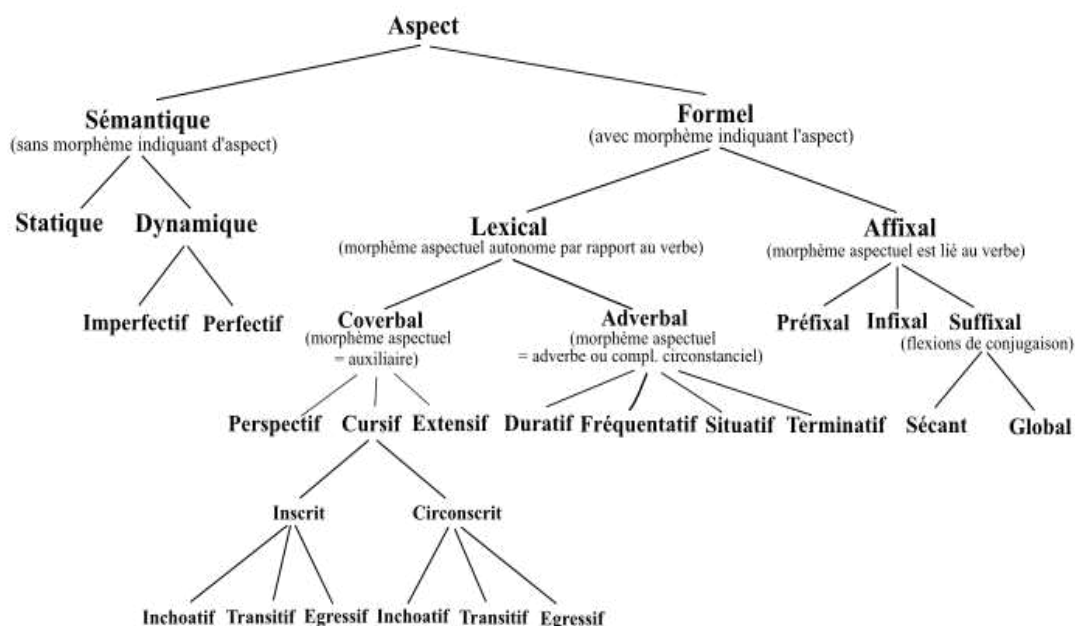 Aspect
Sémantique
(sans morphème indiquant d'aspect)
Formel
(avec morphème indiquant l'aspect)
Statique
Dynamique
Lexical
(morphème aspectuel autonome par rapport au verbe)
Affixal
(morphème aspectuel est lié au verbe)
Imperfectif
Perfectif
Coverbal
(morphème aspectuel
= auxiliaire)
Adverbal
(morphème aspectuel
= adverbe ou compl. circonstanciel)
Préfixal
Infixal
Suffixal
(flexions de conjugaison)
Perspectif
Cursif
Extensif
Duratif
Fréquentatif
Situatif
Terminatif
Sécant
Global
Inscrit
Circonscrit
Inchoatif
Transitif
Egressif
Inchoatif
Transitif
Egressif